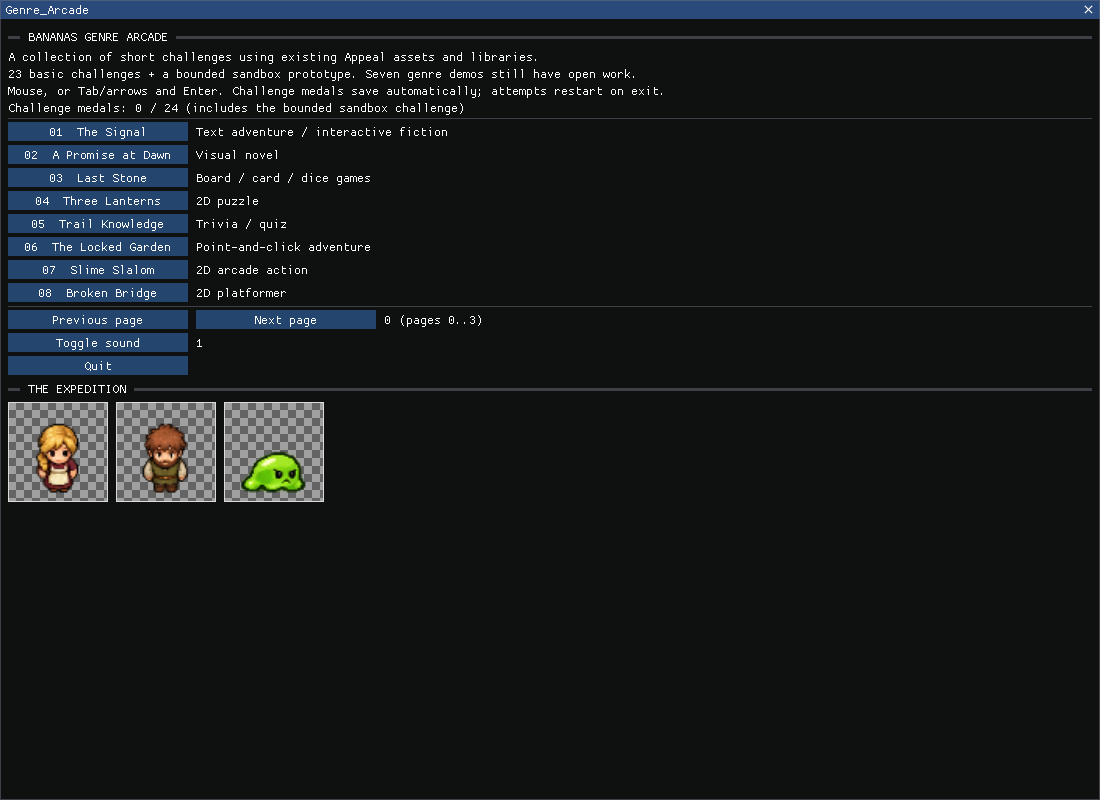 Genre_Arcade
BANANAS GENRE ARCADE
A collection of short challenges using existing Appeal assets and libraries.
23 basic challenges + a bounded sandbox prototype. Seven genre demos still have open work.
Mouse, or Tab/arrows and Enter. Challenge medals save automatically; attempts restart on exit.
Challenge medals: 0 / 24 (includes the bounded sandbox challenge)
01 The Signal Text adventure / interactive fiction
02 A Promise at Dawn Visual novel
03 Last Stone Board / card / dice games
04 Three Lanterns 2D puzzle
05 Trail Knowledge Trivia / quiz
06 The Locked Garden Point-and-click adventure
07 Slime Slalom 2D arcade action
08 Broken Bridge 2D platformer
Previous page Next page 0 (pages 0..3)
Toggle sound 1
Quit
THE EXPEDITION